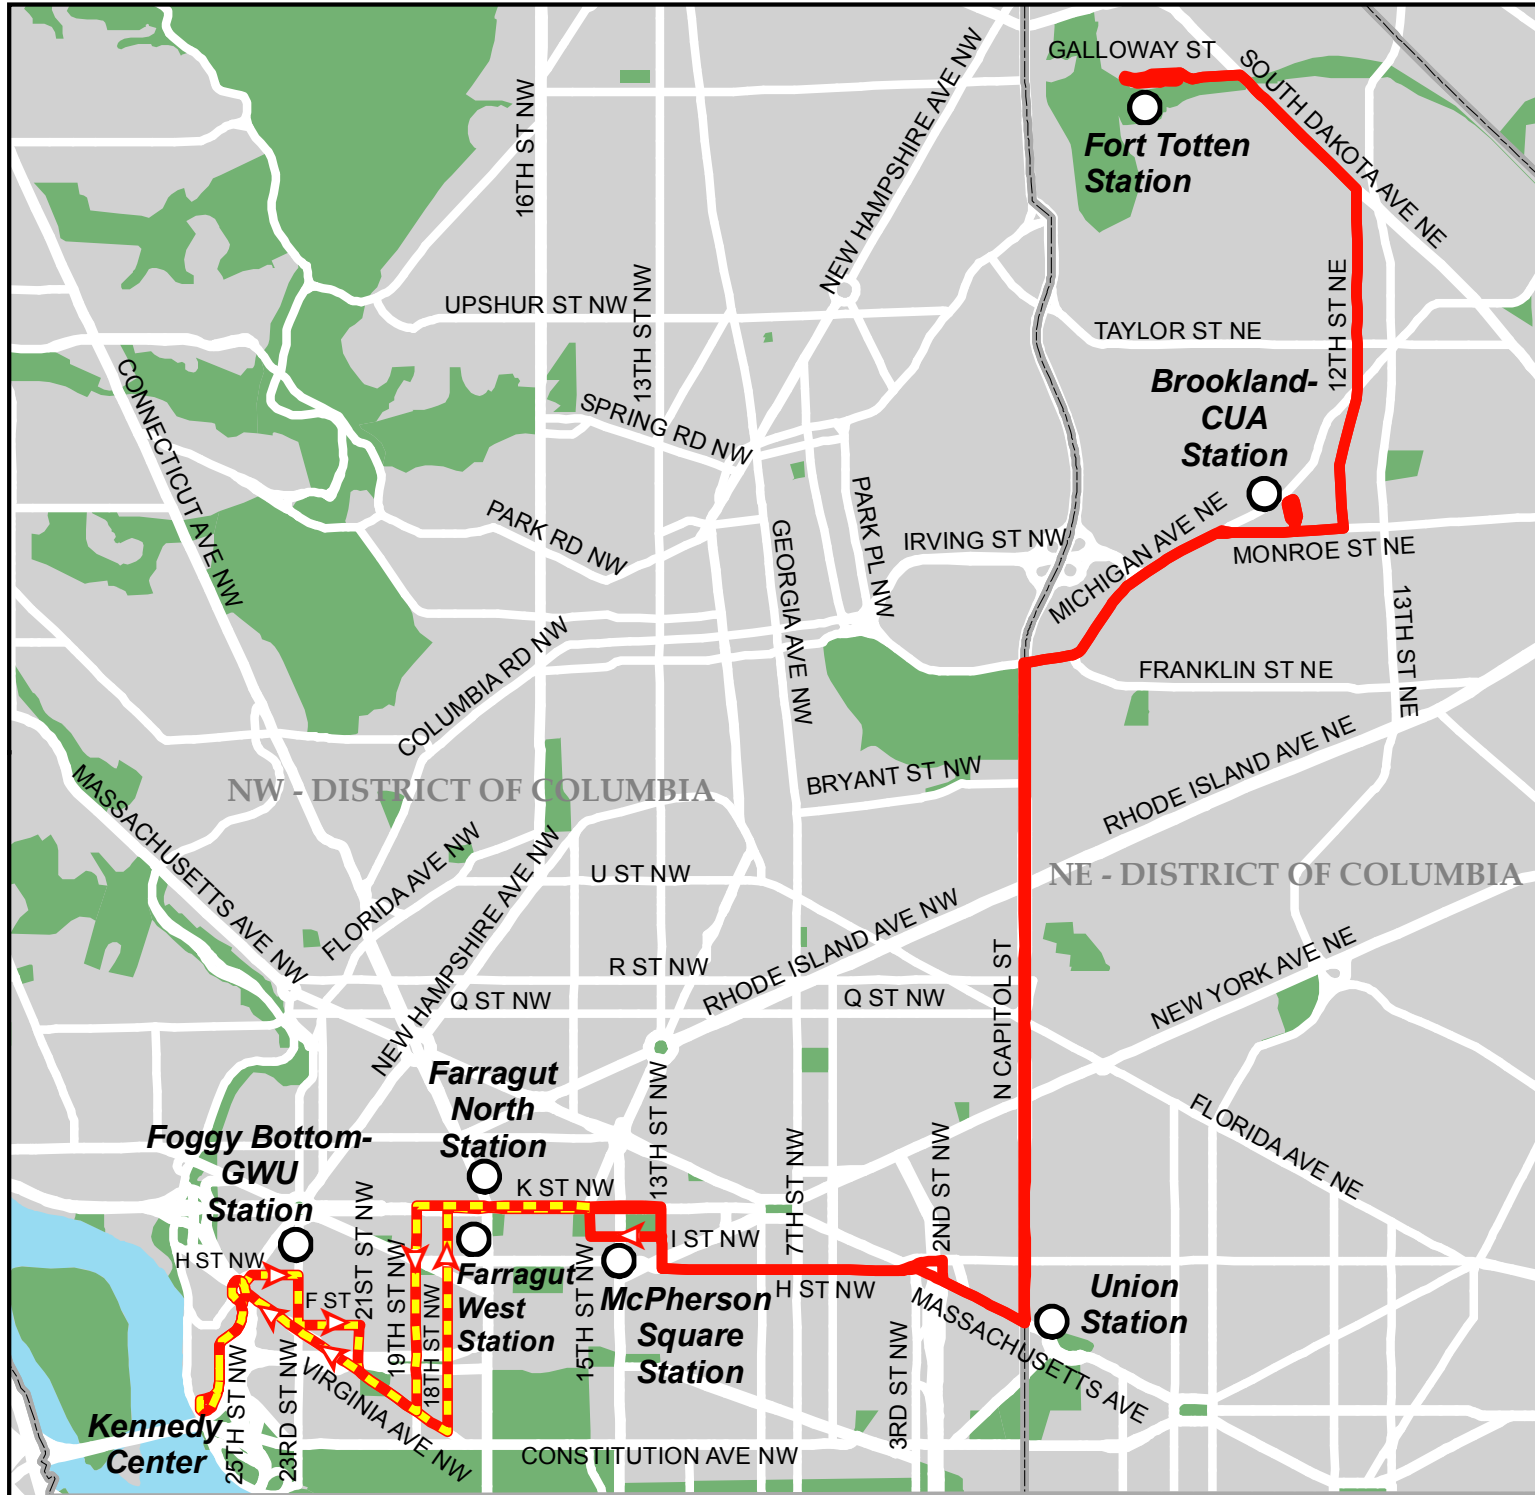 GALLOWAY ST
SOUTH DAKOTA AVE NE
Fort Totten
Station
16TH ST NW
NEW HAMPSHIRE AVE NW
UPSHUR ST NW
13TH ST NW
TAYLOR ST NE
12TH ST NE
CONNECTICUT AVE NW
SPRING RD NW
Brookland-
CUA
Station
PARK RD NW
GEORGIA AVE NW
PARK PL NW
IRVING ST NW
MICHIGAN AVE NE
MONROE ST NE
13TH ST NE
COLUMBIA RD NW
FRANKLIN ST NE
MASSACHUSETTS AVE NW
NW - DISTRICT OF COLUMBIA
BRYANT ST NW
RHODE ISLAND AVE NE
FLORIDA AVE NW
NEW HAMPSHIRE AVE NW
U ST NW
NE - DISTRICT OF COLUMBIA
R ST NW
Q ST NW
RHODE ISLAND AVE NW
Q ST NW
N CAPITOL ST
NEW YORK AVE NE
Farragut
North
Station
13TH ST NW
FLORIDA AVE NE
Foggy Bottom-
GWU
Station
K ST NW
7TH ST NW
2ND ST NW
H ST NW
21ST ST NW
19TH ST NW
18TH ST NW
I ST NW
F ST
Farragut
West
Station
15TH ST NW
McPherson
Square
Station
H ST NW
MASSACHUSETTS AVE
Union
Station
3RD ST NW
VIRGINIA AVE NW
Kennedy
Center
25TH ST NW
23RD ST NW
CONSTITUTION AVE NW